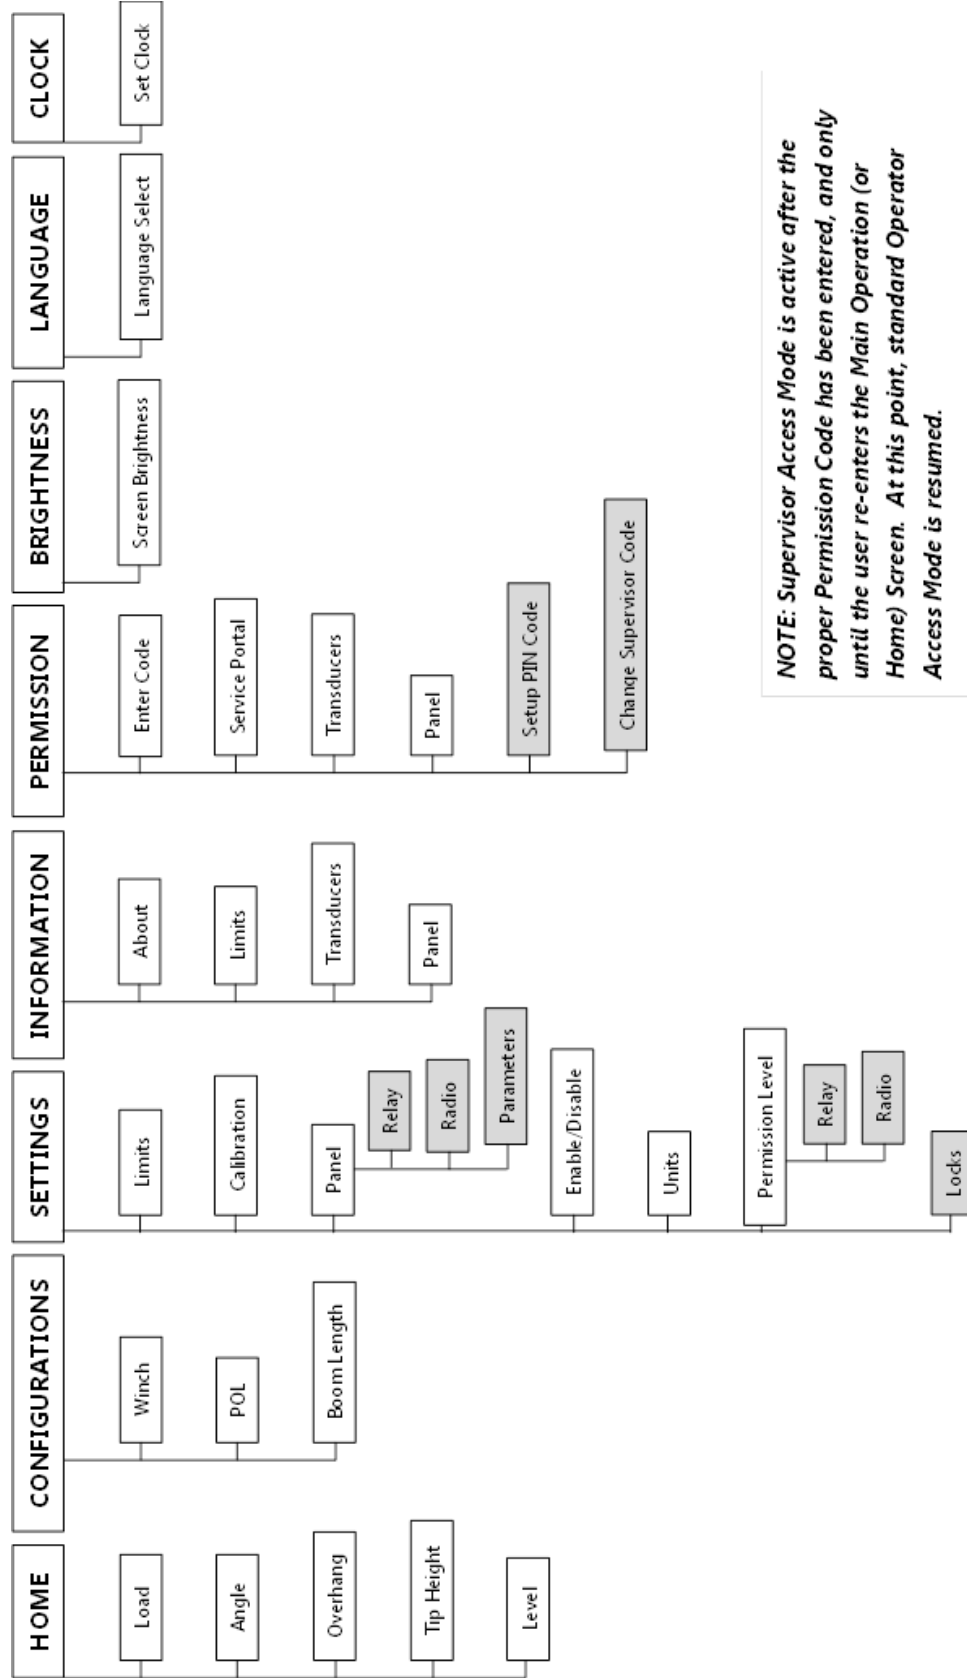 HOME
Load
Angle
Overhang
Tip Height
Level
CONFIGURATIONS
Winch
POL
Boom Length
SETTINGS
Limits
Calibration
Panel
Relay
Radio
Parameters
Enable/Disable
Units
Permission Level
Relay
Radio
Locks
INFORMATION
About
Limits
Transducers
Panel
PERMISSION
Enter Code
Service Portal
Transducers
Panel
Setup PIN Code
Change Supervisor Code
BRIGHTNESS
Screen Brightness
LANGUAGE
Language Select
CLOCK
Set Clock
NOTE: Supervisor Access Mode is active after the
proper Permission Code has been entered, and only
until the user re-enters the Main Operation (or
Home) Screen. At this point, standard Operator
Access Mode is resumed.